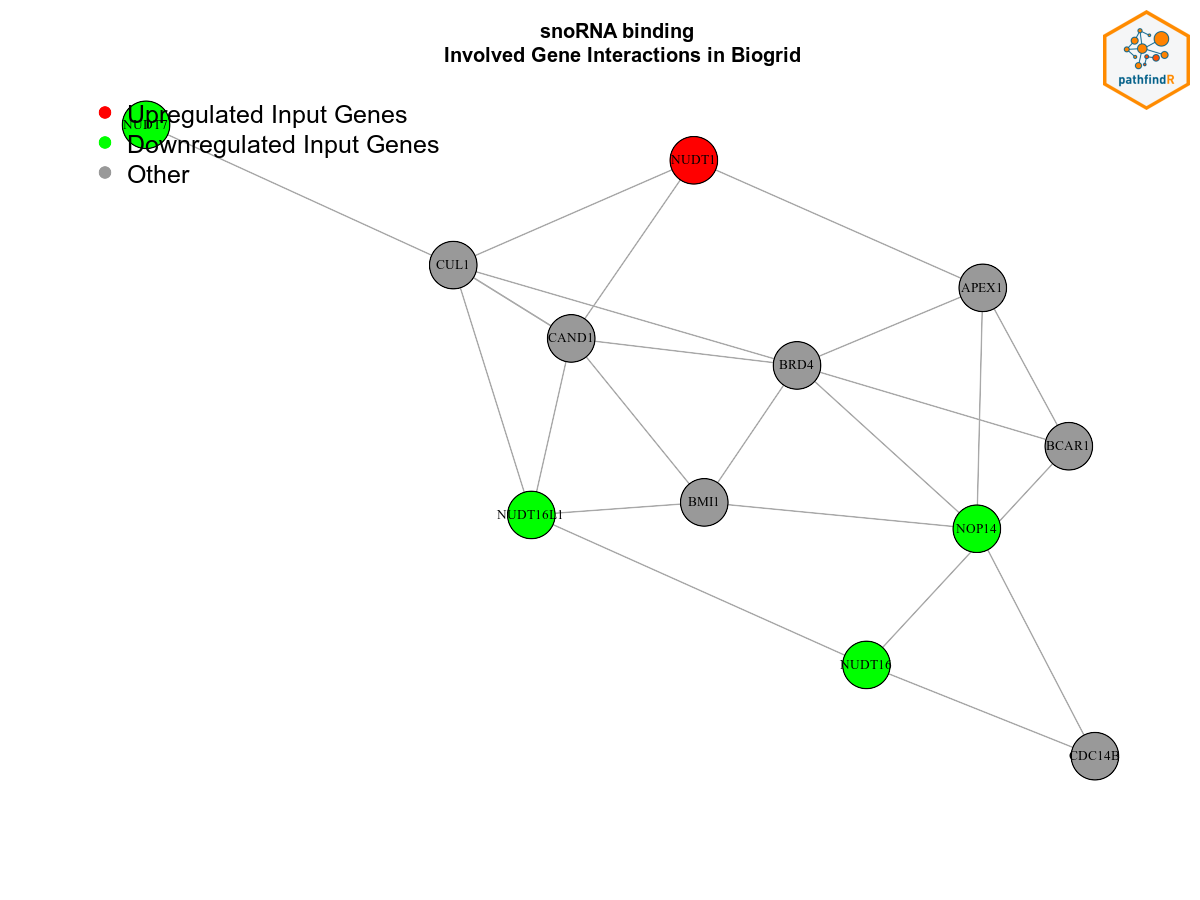 snoRNA binding
Involved Gene Interactions in Biogrid
pathfindR
Upregulated Input Genes
Downregulated Input Genes
Other
NUDT7
NUDT1
CUL1
APEX1
CAND1
BRD4
BCAR1
BMI1
NUDT16L1
NOP14
NUDT16
CDC14B